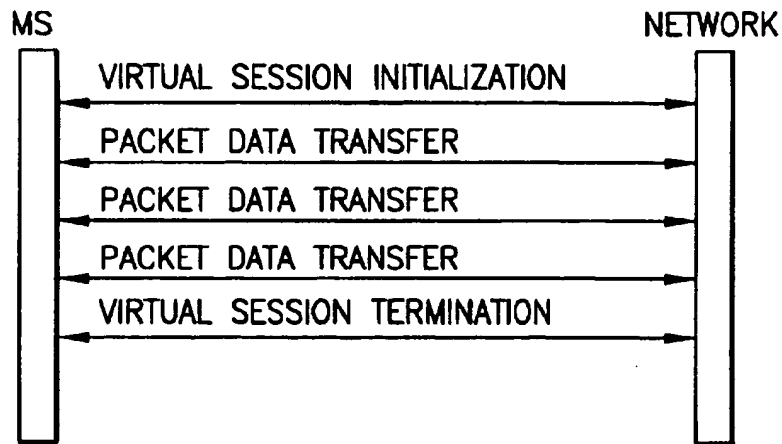 MS
NETWORK
VIRTUAL SESSION INITIALIZATION
PACKET DATA TRANSFER
PACKET DATA TRANSFER
PACKET DATA TRANSFER
VIRTUAL SESSION TERMINATION